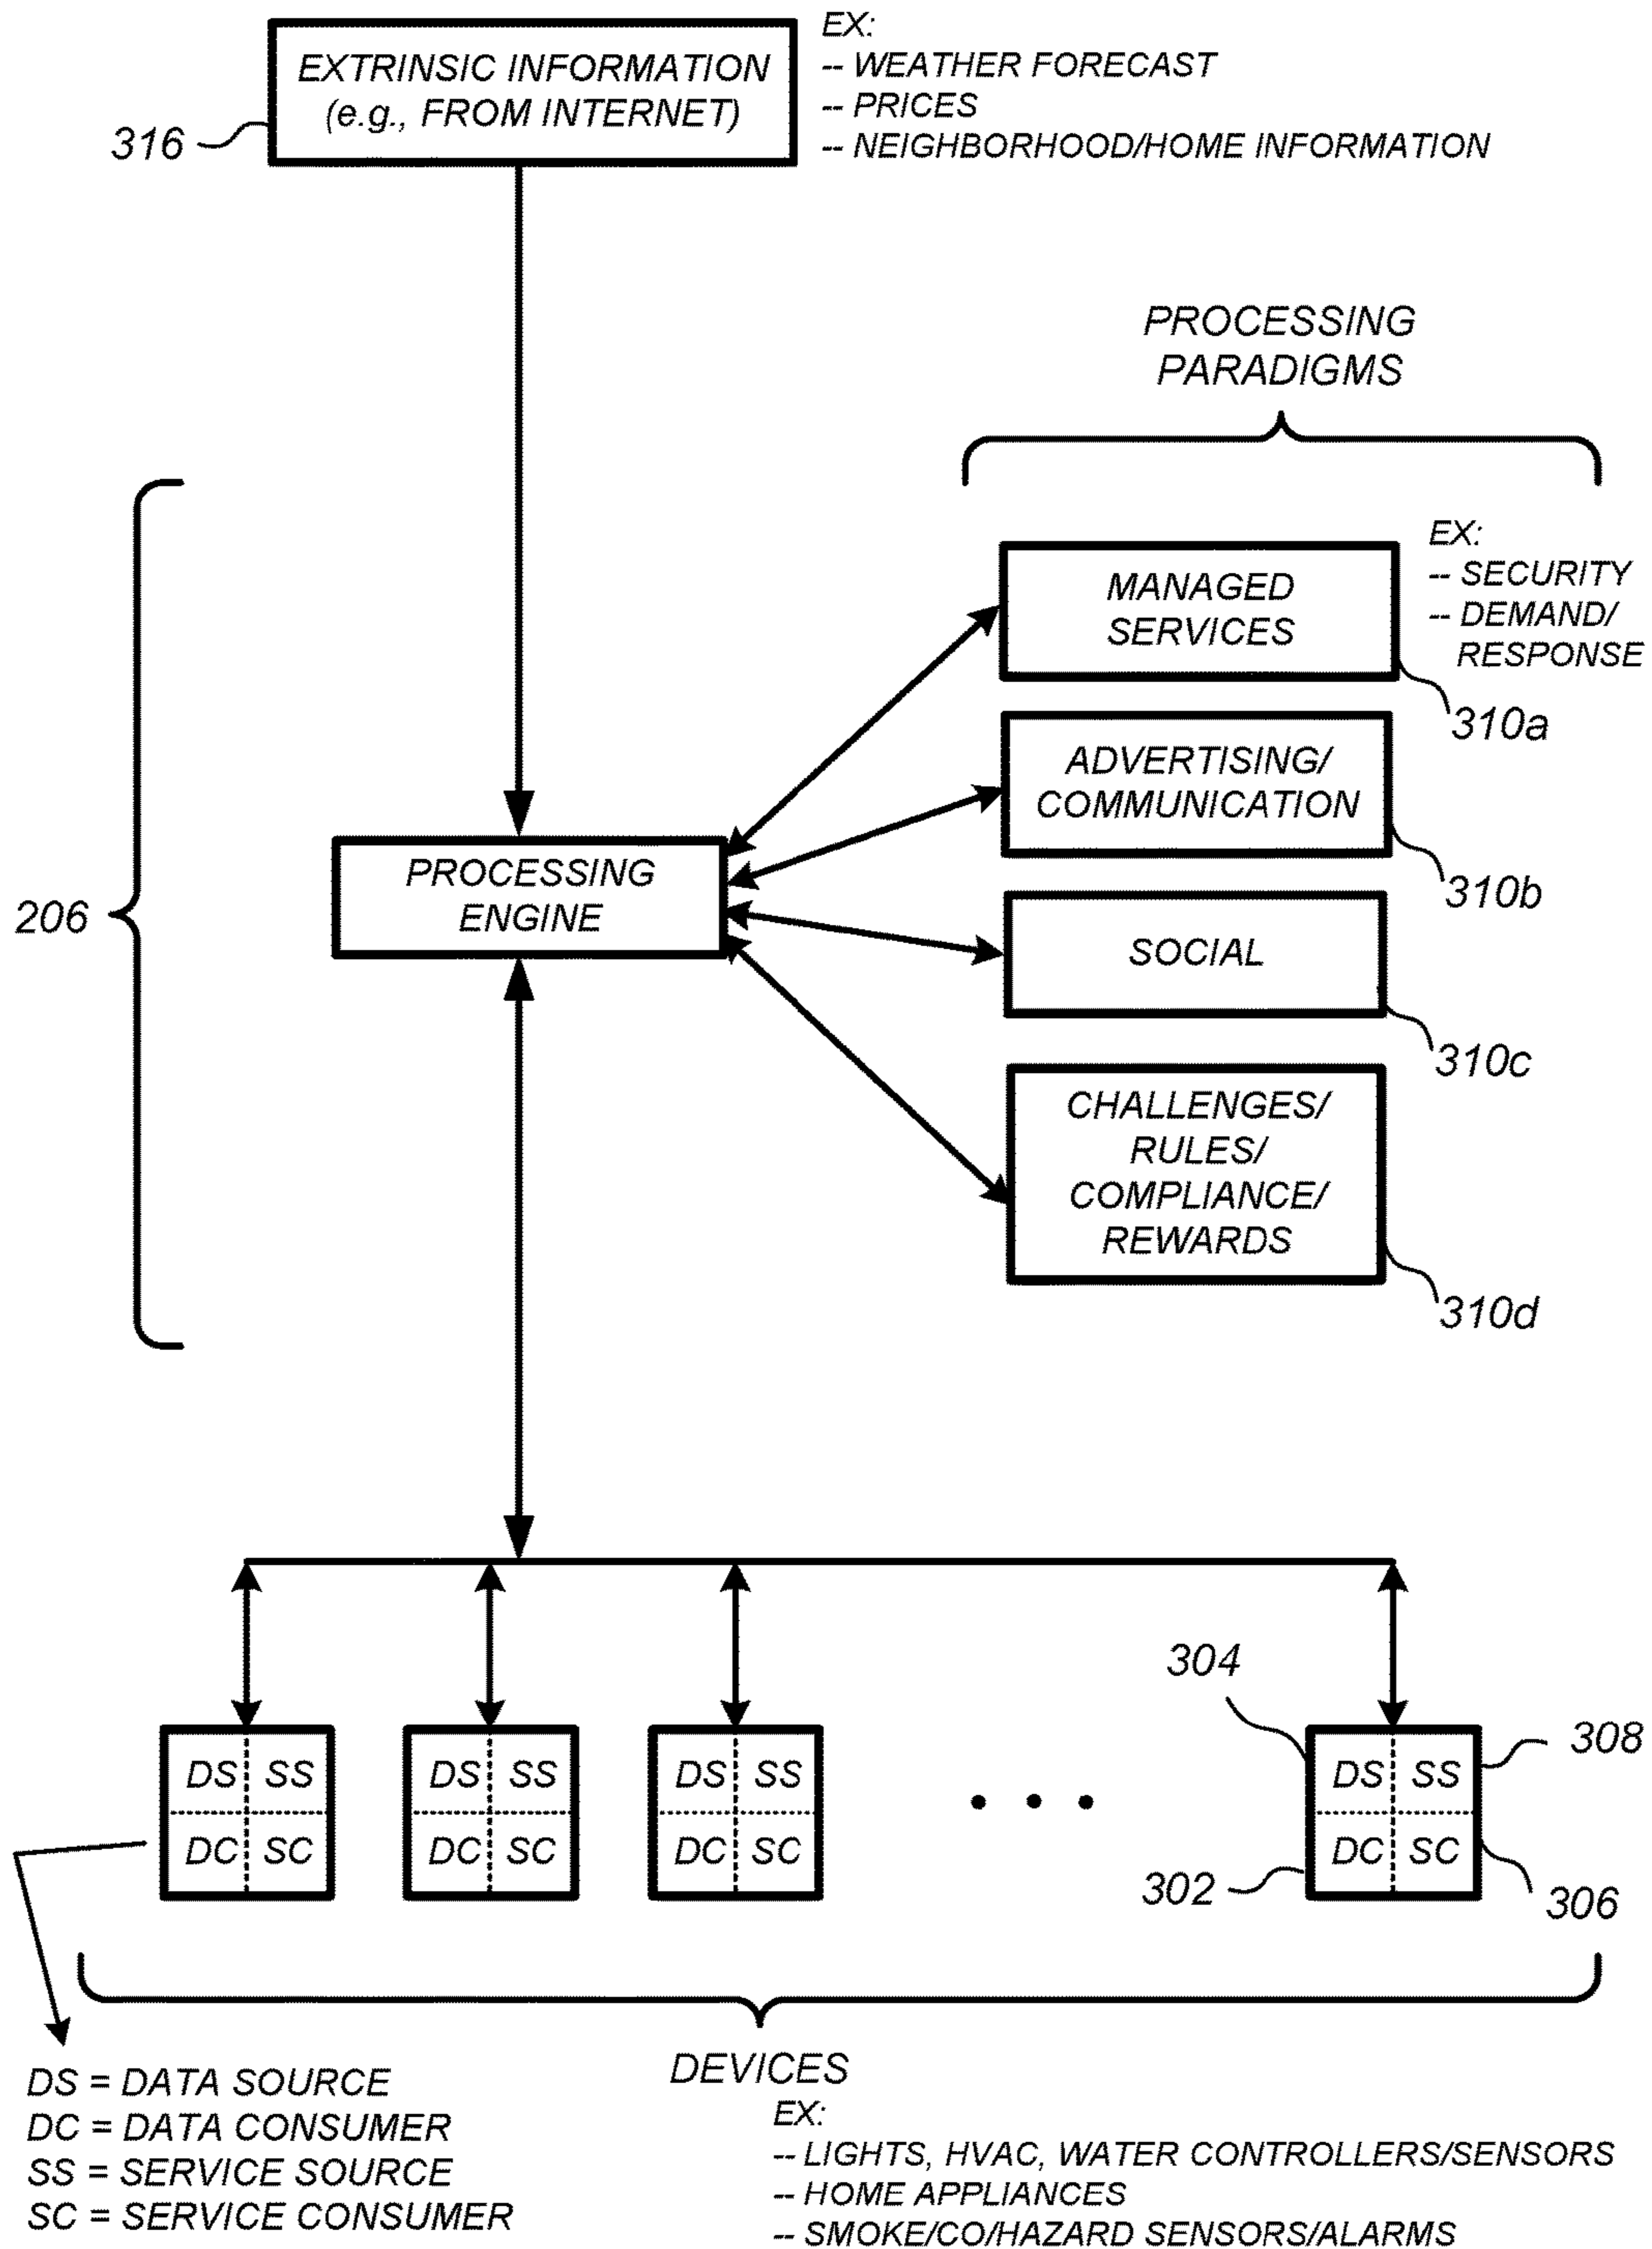 EXTRINSIC INFORMATION
(e.g., FROM INTERNET)
316
EX:
-- WEATHER FORECAST
-- PRICES
-- NEIGHBORHOOD/HOME INFORMATION
PROCESSING
PARADIGMS
206
PROCESSING
ENGINE
MANAGED
SERVICES
EX:
-- SECURITY
-- DEMAND/
RESPONSE
310a
ADVERTISING/
COMMUNICATION
310b
SOCIAL
310c
CHALLENGES/
RULES/
COMPLIANCE/
REWARDS
310d
DS SS
DC SC
DS SS
DC SC
DS SS
DC SC
304
308
DS SS
DC SC
302
306
DS = DATA SOURCE
DC = DATA CONSUMER
SS = SERVICE SOURCE
SC = SERVICE CONSUMER
DEVICES
EX:
-- LIGHTS, HVAC, WATER CONTROLLERS/SENSORS
-- HOME APPLIANCES
-- SMOKE/CO/HAZARD SENSORS/ALARMS